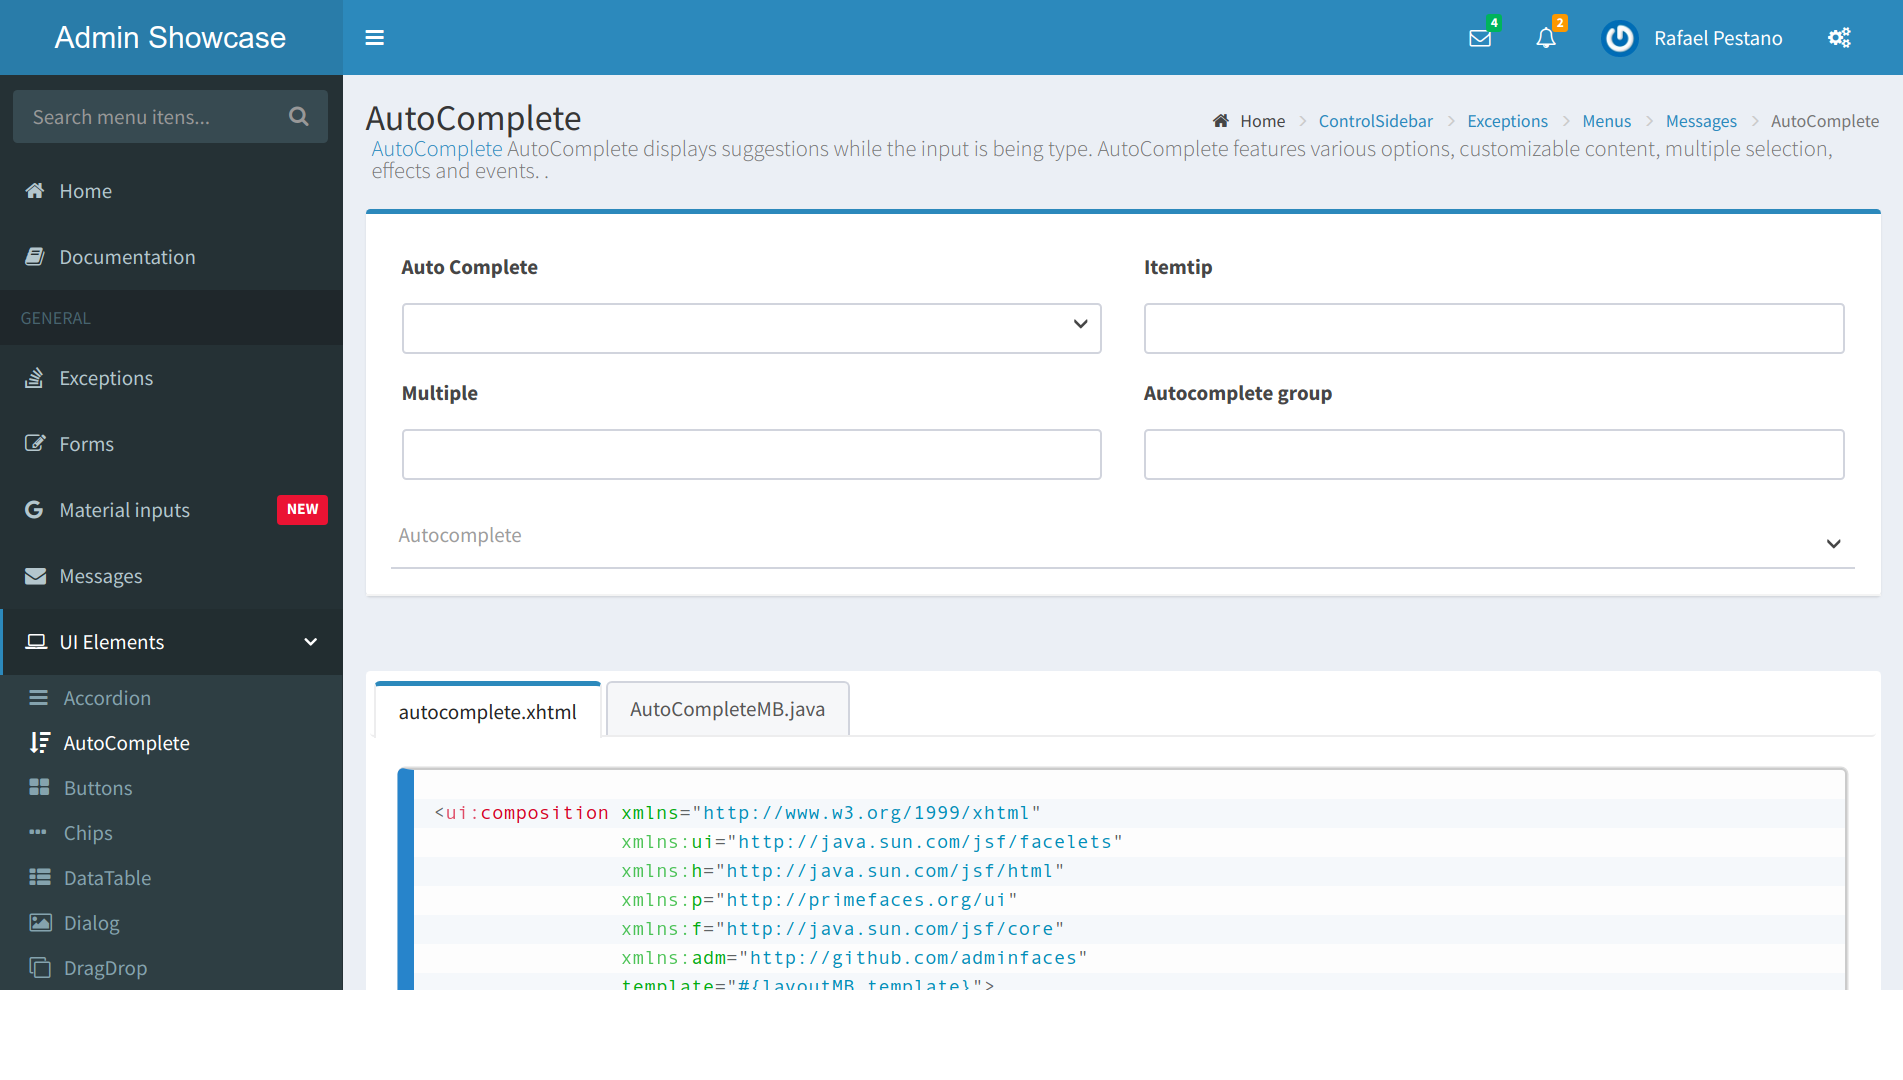 Admin Showcase
4
2
Rafael Pestano
Search menu itens...
Home
Documentation
GENERAL
Exceptions
Forms
Material inputs
NEW
Messages
UI Elements
Accordion
AutoComplete
Buttons
Chips
DataTable
Dialog
DragDrop
AutoComplete
Home
ControlSidebar
Exceptions
Menus
Messages
AutoComplete
AutoComplete AutoComplete displays suggestions while the input is being type. AutoComplete features various options, customizable content, multiple selection,
effects and events. .
Auto Complete
Itemtip
Multiple
Autocomplete group
Autocomplete
autocomplete.xhtml
AutoCompleteMB.java
<ui:composition xmlns="http://www.w3.org/1999/xhtml"
xmlns:ui="http://java.sun.com/jsf/facelets"
xmlns:h="http://java.sun.com/jsf/html"
xmlns:p="http://primefaces.org/ui"
xmlns:f="http://java.sun.com/jsf/core"
xmlns:adm="http://github.com/adminfaces"
template="#{layoutMB.template}">